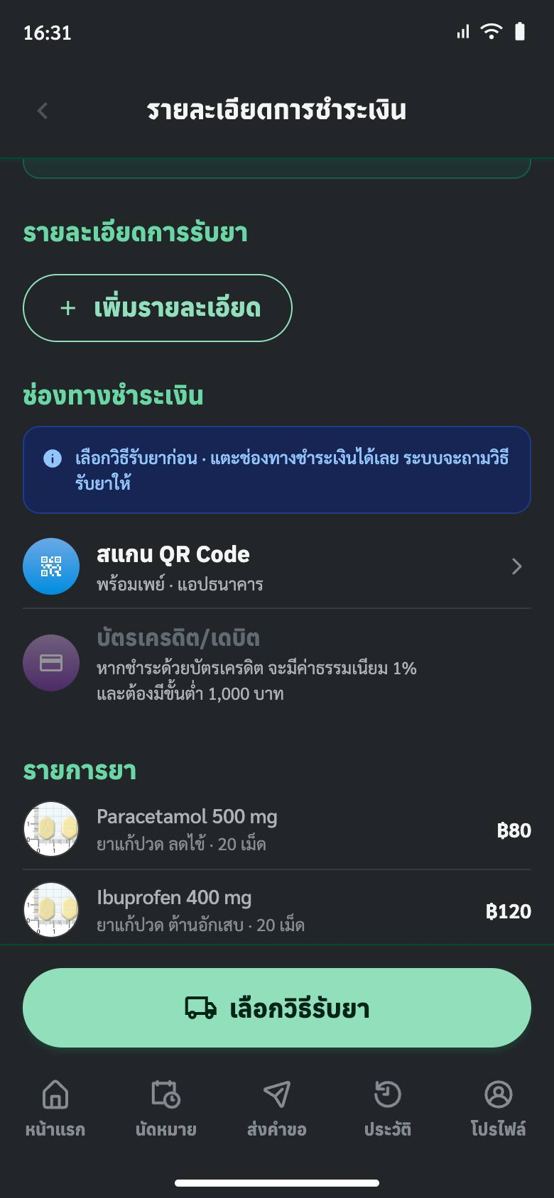 16:31
รายละเอียดการชำระเงิน
รายละเอียดการรับยา
+ เพิ่มรายละเอียด
ช่องทางชำระเงิน
เลือกวิธีรับยาก่อน · แตะช่องทางชำระเงินได้เลย ระบบจะถามวิธี
รับยาให้
สแกน QR Code
พร้อมเพย์ · แอปธนาคาร
บัตรเครดิต/เดบิต
หากชำระด้วยบัตรเครดิต จะมีค่าธรรมเนียม 1%
และต้องมีขั้นต่ำ 1,000 บาท
รายการยา
Paracetamol 500 mg
ยาแก้ปวด ลดไข้ · 20 เม็ด
฿80
Ibuprofen 400 mg
ยาแก้ปวด ต้านอักเสบ · 20 เม็ด
฿120
เลือกวิธีรับยา
หน้าแรก
นัดหมาย
ส่งคำขอ
ประวัติ
โปรไฟล์